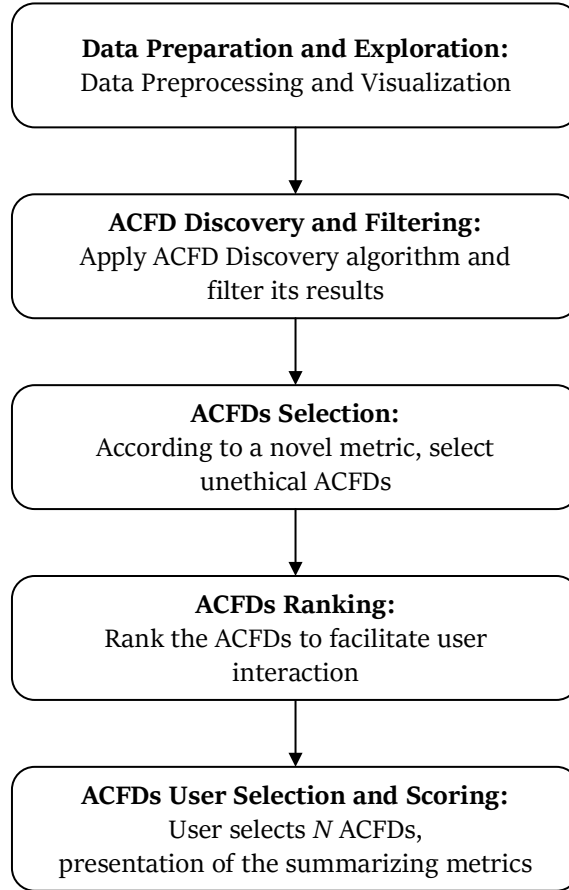 Data Preparation and Exploration:
Data Preprocessing and Visualization
ACFD Discovery and Filtering:
Apply ACFD Discovery algorithm and
filter its results
ACFDs Selection:
According to a novel metric, select
unethical ACFDs
ACFDs Ranking:
Rank the ACFDs to facilitate user
interaction
ACFDs User Selection and Scoring:
User selects N ACFDs,
presentation of the summarizing metrics